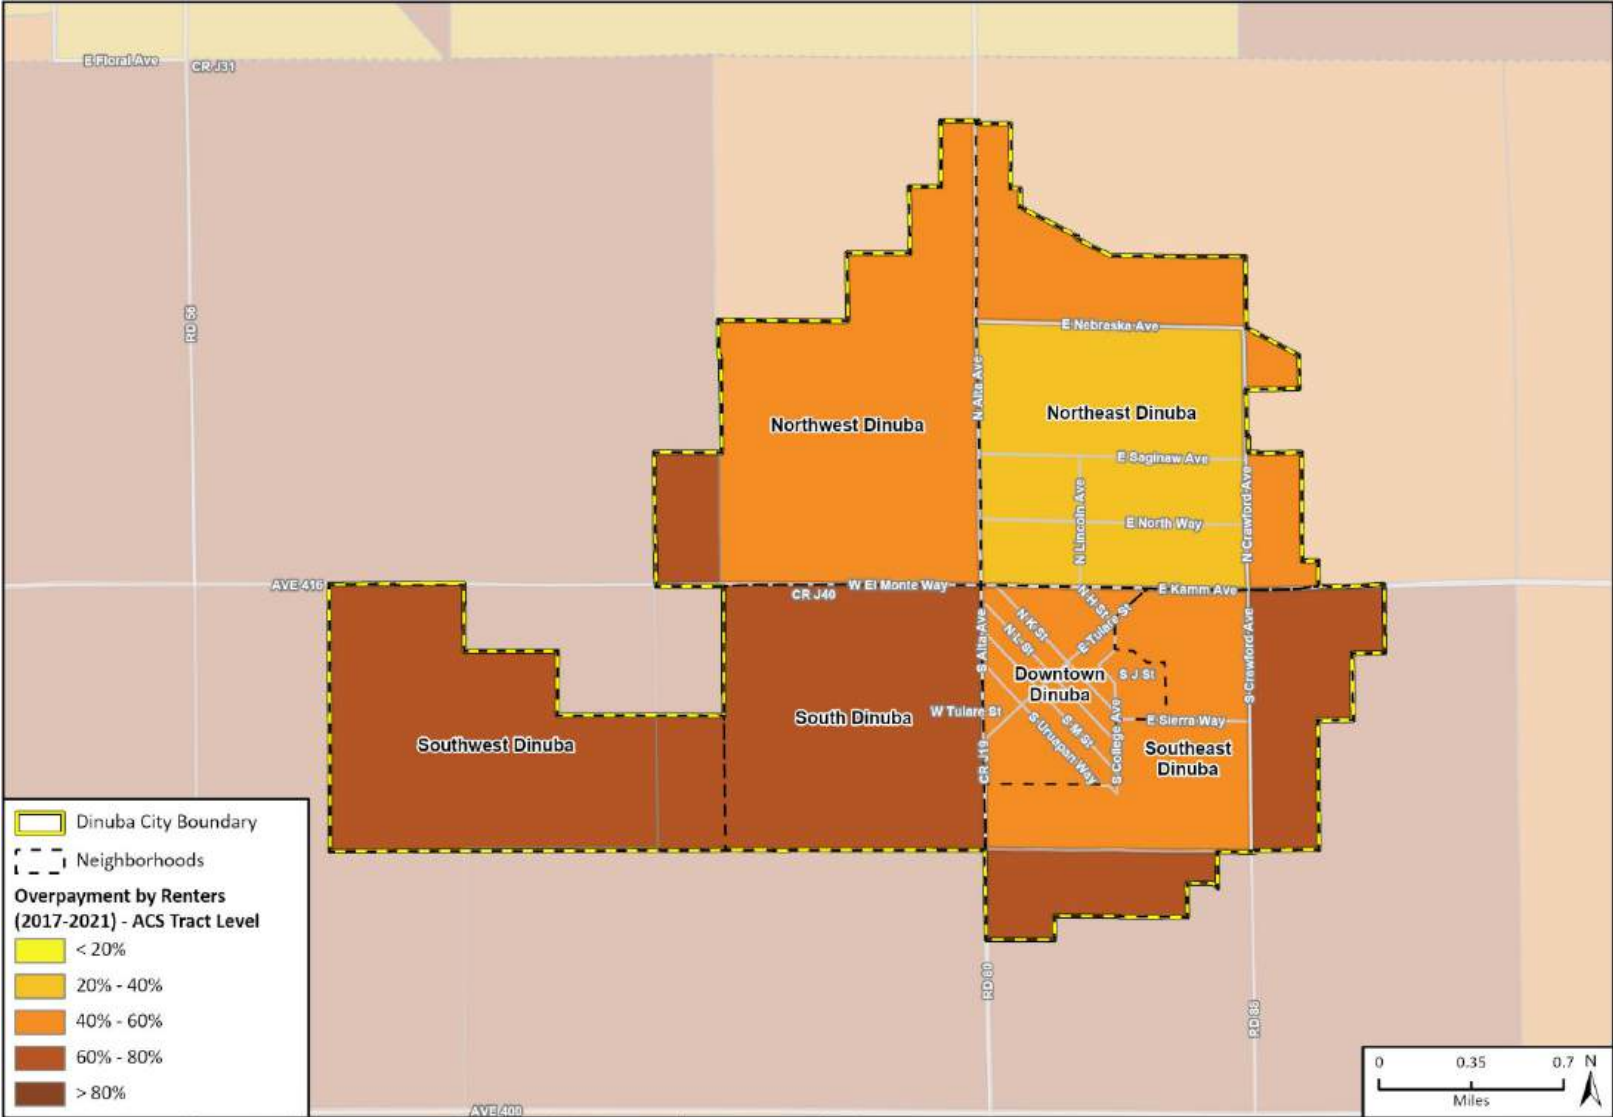 E Floral Ave
CR J31
RD 56
E Nebraska Ave
N Alta Ave
Northwest Dinuba
Northeast Dinuba
E Saginaw Ave
N Lincoln Ave
E North Way
N Crawford Ave
AVE 416
W El Monte Way
CR J40
E Kamm Ave
N H St
N K St
E Tulare St
N L St
S Alta Ave
S Crawford Ave
Downtown
Dinuba
S J St
W Tulare St
South Dinuba
S M St
E Sierra Way
S Uruapan Way
S College Ave
Southwest Dinuba
Southeast
Dinuba
CR J19
RD 80
RD 88
AVE 400
Dinuba City Boundary
Neighborhoods
Overpayment by Renters
(2017-2021) - ACS Tract Level
< 20%
20% - 40%
40% - 60%
60% - 80%
> 80%
0 0.35 0.7 N
Miles